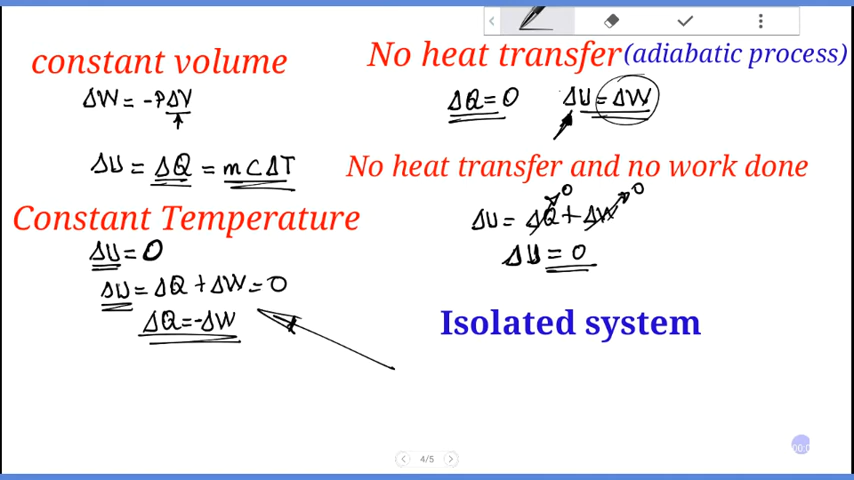 constant volume
ΔW = -PΔV
ΔU = ΔQ = mCΔT
Constant Temperature
ΔU = 0
ΔU = ΔQ + ΔW = 0
ΔQ = -ΔW
No heat transfer (adiabatic process)
ΔQ = 0 ΔU = ΔW
No heat transfer and no work done
ΔU = ΔQ 0 + ΔW 0
ΔU = 0
Isolated system
4/5